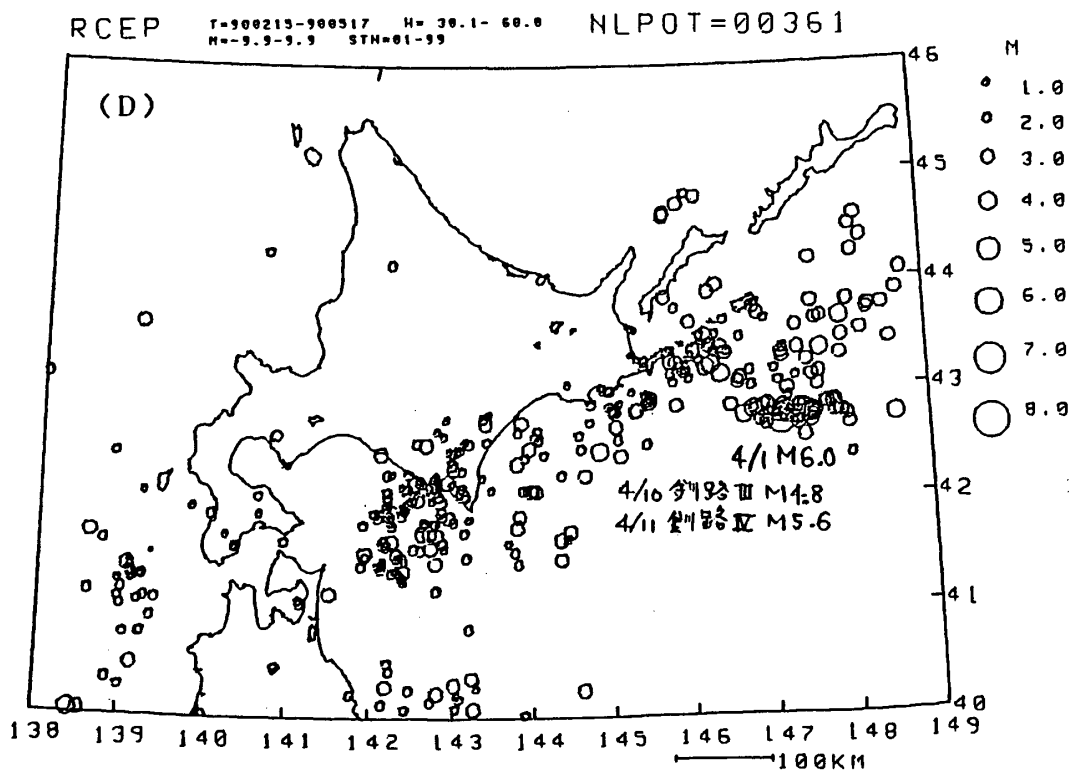 RCEP T=900215-900517 H= 30.1- 60.0 NLPOT=00361
M=-9.9-9.9 STN=01-99
(D)
M
1.0
2.0
3.0
4.0
5.0
6.0
7.0
8.0
46
45
44
43
42
41
40
4/1 M6.0
4/10 釧路 III M4.8
4/11 釧路 IV M5.6
138 139 140 141 142 143 144 145 146 147 148 149
100KM